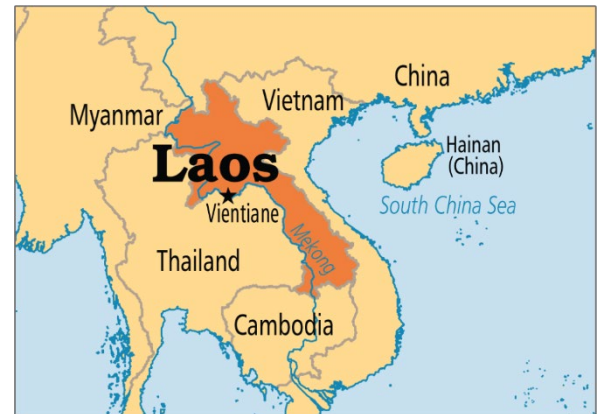 China
Myanmar
Vietnam
Hainan
(China)
Laos
Vientiane
South China Sea
Mekong
Thailand
Cambodia